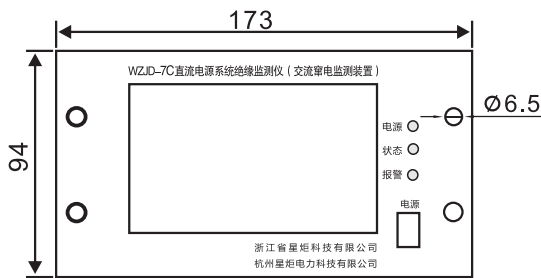 173
WZJD-7C直流电源系统绝缘监测仪（交流窜电监测装置）
94
Ø6.5
电源
状态
报警
电源
浙江省星炬科技有限公司
杭州星炬电力科技有限公司